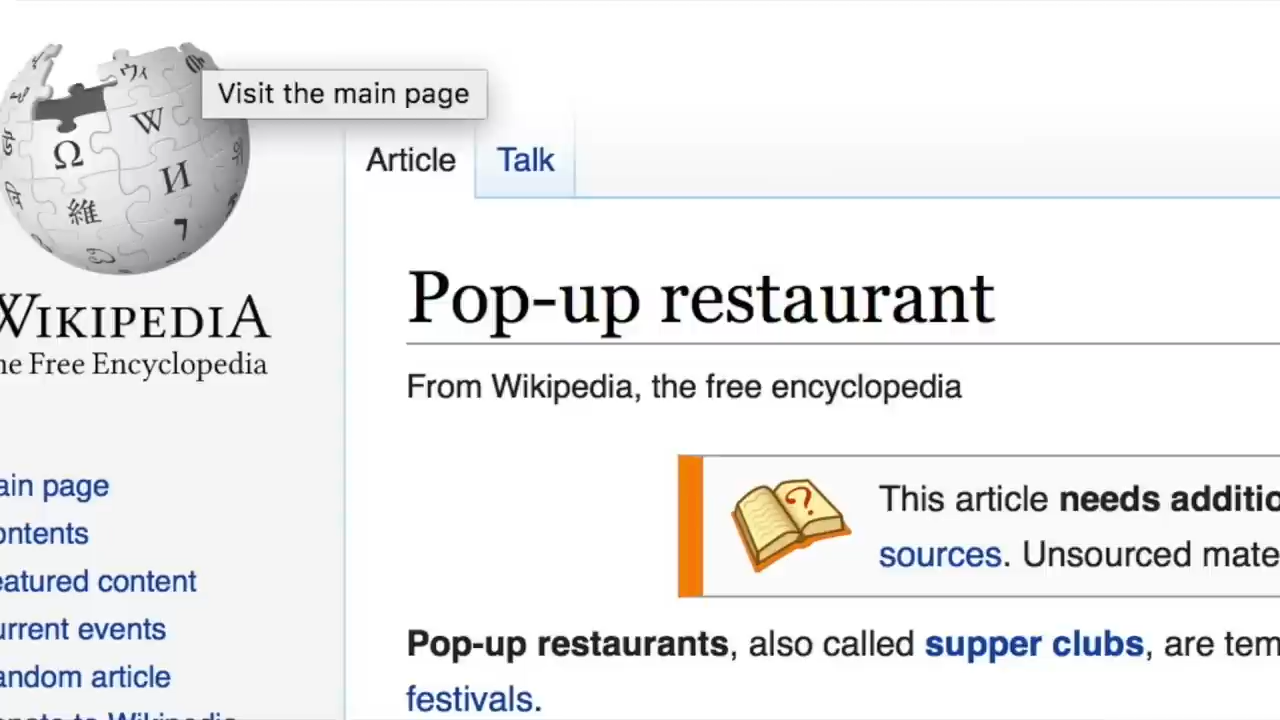 Visit the main page
Article
Talk
WIKIPEDIA
he Free Encyclopedia
Pop-up restaurant
From Wikipedia, the free encyclopedia
ain page
ontents
eatured content
urrent events
andom article
This article needs additio
sources. Unsourced mate
Pop-up restaurants, also called supper clubs, are tem
festivals.